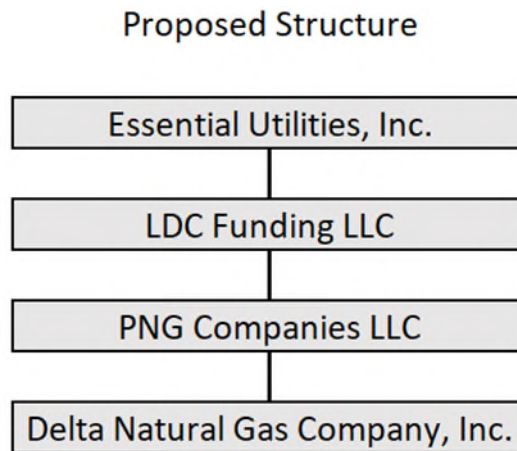 Proposed Structure
Essential Utilities, Inc.
LDC Funding LLC
PNG Companies LLC
Delta Natural Gas Company, Inc.